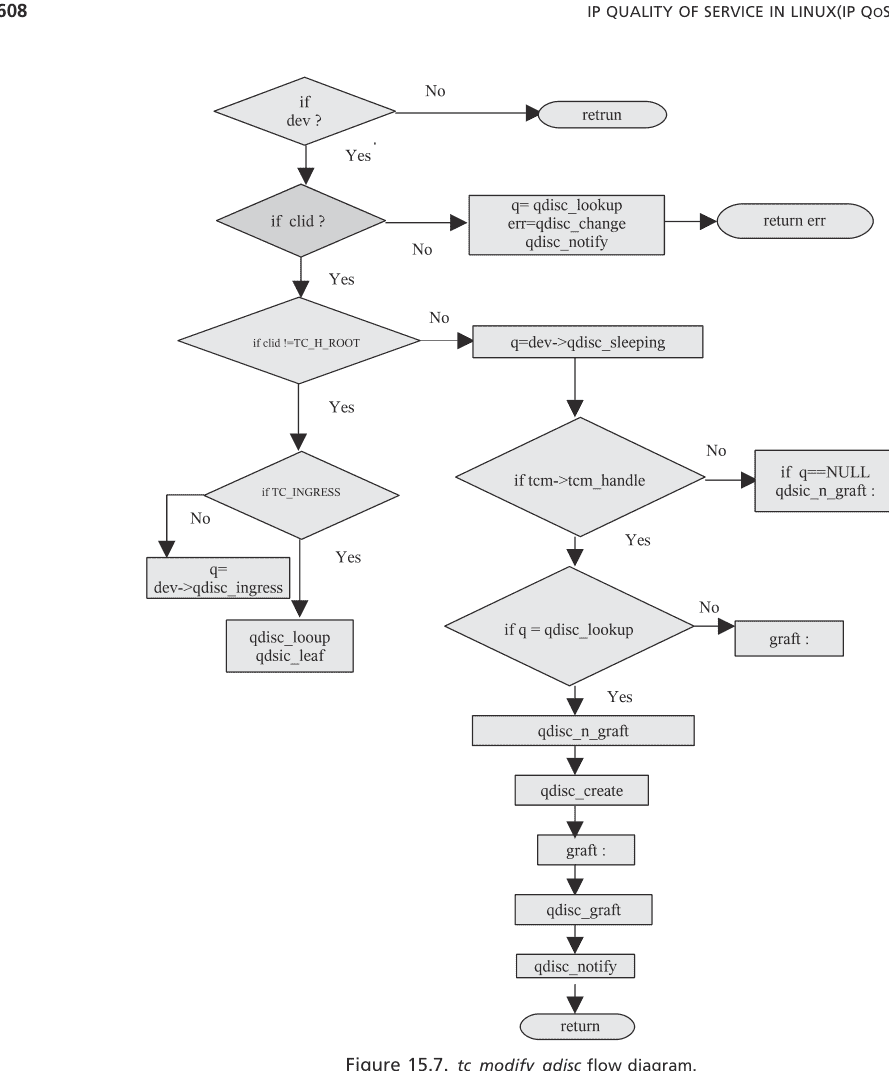 608
IP QUALITY OF SERVICE IN LINUX(IP QOS
if
dev ?
No
retrun
Yes
if clid ?
q= qdisc_lookup
err=qdisc_change
qdisc_notify
return err
No
Yes
if clid !=TC_H_ROOT
No
q=dev->qdisc_sleeping
Yes
if tcm->tcm_handle
No
if q==NULL
qdsic_n_graft :
if TC_INGRESS
No
Yes
Yes
q=
dev->qdisc_ingress
qdisc_looup
qdsic_leaf
if q = qdisc_lookup
No
graft :
Yes
qdisc_n_graft
qdisc_create
graft :
qdisc_graft
qdisc_notify
return
Figure 15.7. tc_modify_qdisc flow diagram.